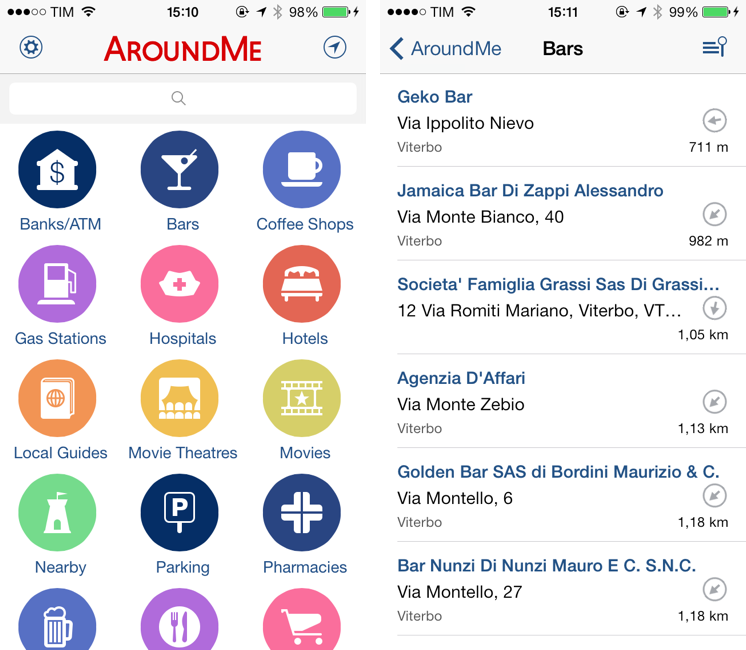 TIM 15:10 98%
AROUNDME
$
Banks/ATM Bars Coffee Shops
Gas Stations Hospitals Hotels
Local Guides Movie Theatres Movies
P
Nearby Parking Pharmacies
TIM 15:11 99%
AroundMe Bars
Geko Bar
Via Ippolito Nievo
Viterbo 711 m
Jamaica Bar Di Zappi Alessandro
Via Monte Bianco, 40
Viterbo 982 m
Societa' Famiglia Grassi Sas Di Grassi...
12 Via Romiti Mariano, Viterbo, VT...
1,05 km
Agenzia D'Affari
Via Monte Zebio
Viterbo 1,13 km
Golden Bar SAS di Bordini Maurizio & C.
Via Montello, 6
Viterbo 1,18 km
Bar Nunzi Di Nunzi Mauro E C. S.N.C.
Via Montello, 27
Viterbo 1,18 km